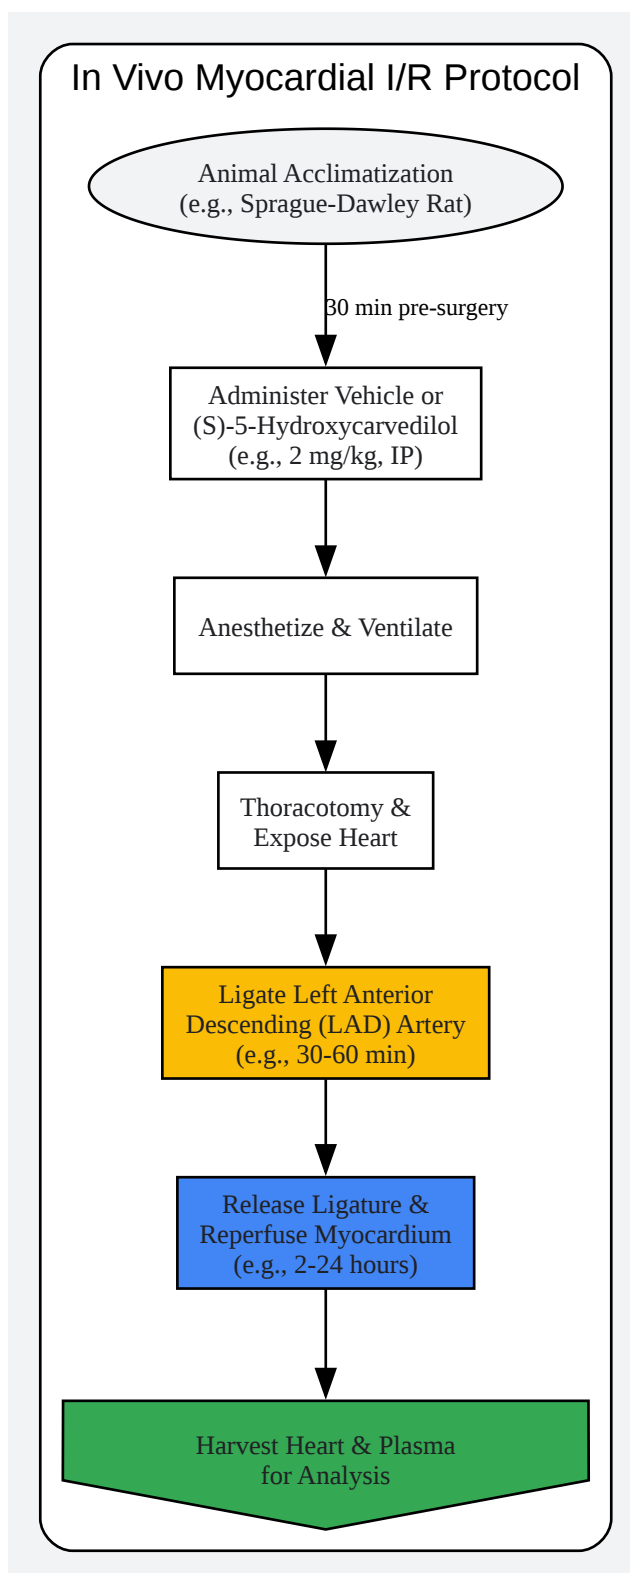 In Vivo Myocardial I/R Protocol
Animal Acclimatization
(e.g., Sprague-Dawley Rat)
30 min pre-surgery
Administer Vehicle or
(S)-5-Hydroxycarvedilol
(e.g., 2 mg/kg, IP)
Anesthetize & Ventilate
Thoracotomy &
Expose Heart
Ligate Left Anterior
Descending (LAD) Artery
(e.g., 30-60 min)
Release Ligature &
Reperfuse Myocardium
(e.g., 2-24 hours)
Harvest Heart & Plasma
for Analysis